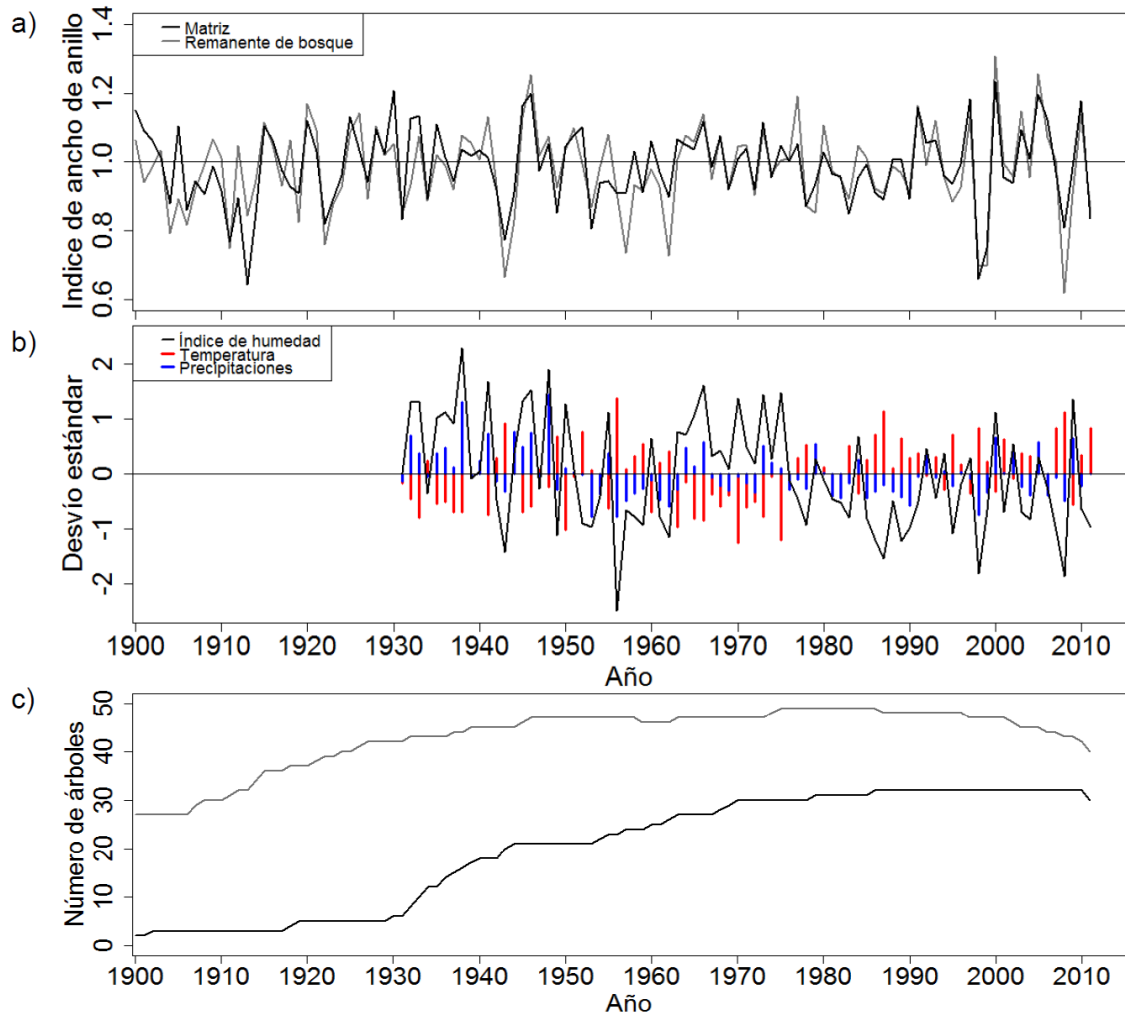 a)
Indice de ancho de anillo
1.4
1.2
1.0
0.8
0.6
Matriz
Remanente de bosque
b)
Desvío estándar
2
1
0
-1
-2
Índice de humedad
Temperatura
Precipitaciones
1900 1910 1920 1930 1940 1950 1960 1970 1980 1990 2000 2010
Año
c)
Número de árboles
50
40
30
20
10
0
1900 1910 1920 1930 1940 1950 1960 1970 1980 1990 2000 2010
Año